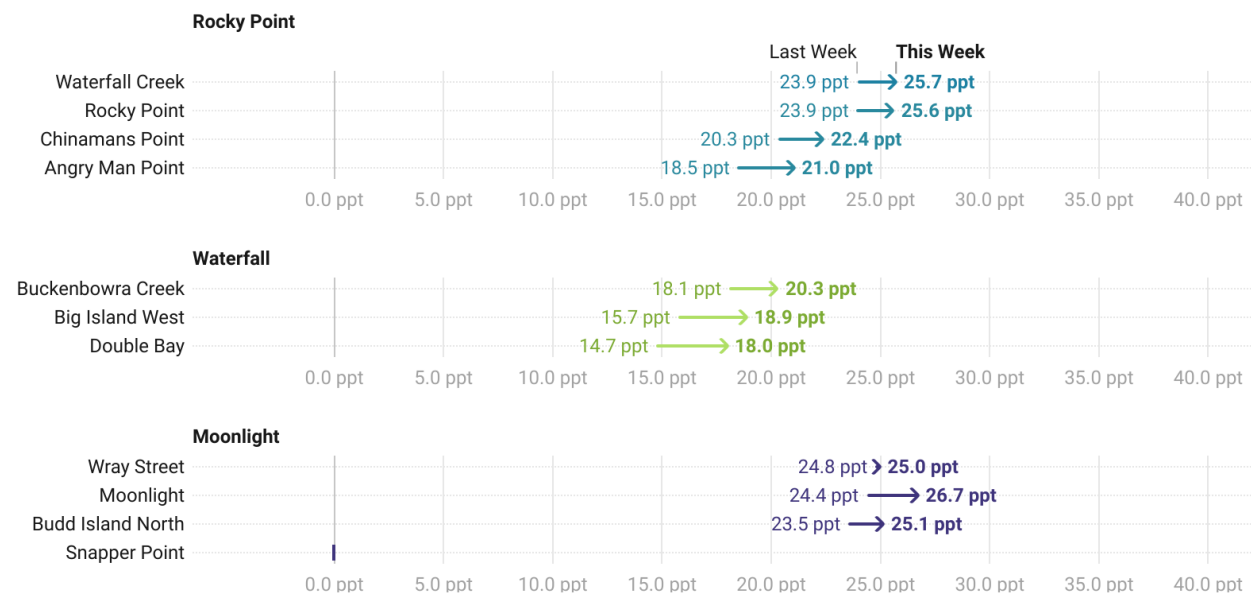 Rocky Point
Last Week This Week
Waterfall Creek 23.9 ppt 25.7 ppt
Rocky Point 23.9 ppt 25.6 ppt
Chinamans Point 20.3 ppt 22.4 ppt
Angry Man Point 18.5 ppt 21.0 ppt
0.0 ppt 5.0 ppt 10.0 ppt 15.0 ppt 20.0 ppt 25.0 ppt 30.0 ppt 35.0 ppt 40.0 ppt
Waterfall
Buckenbowra Creek 18.1 ppt 20.3 ppt
Big Island West 15.7 ppt 18.9 ppt
Double Bay 14.7 ppt 18.0 ppt
0.0 ppt 5.0 ppt 10.0 ppt 15.0 ppt 20.0 ppt 25.0 ppt 30.0 ppt 35.0 ppt 40.0 ppt
Moonlight
Wray Street 24.8 ppt 25.0 ppt
Moonlight 24.4 ppt 26.7 ppt
Budd Island North 23.5 ppt 25.1 ppt
Snapper Point
0.0 ppt 5.0 ppt 10.0 ppt 15.0 ppt 20.0 ppt 25.0 ppt 30.0 ppt 35.0 ppt 40.0 ppt